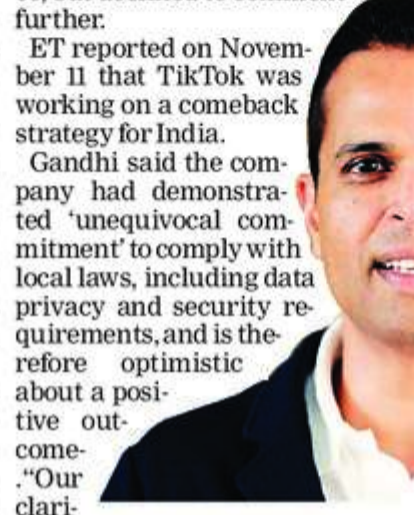 further.
ET reported on Novem-
ber 11 that TikTok was
working on a comeback
strategy for India.
Gandhi said the com-
pany had demonstra-
ted ‘unequivocal com-
mitment’ to comply with
local laws, including data
privacy and security re-
quirements, and is the-
refore optimistic
about a posi-
tive out-
come-
.“Our
clari-